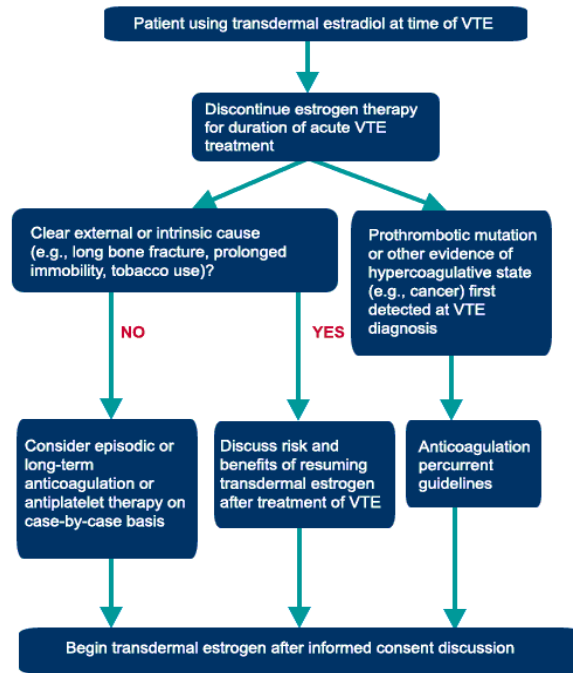 Patient using transdermal estradiol at time of VTE
Discontinue estrogen therapy
for duration of acute VTE
treatment
Clear external or intrinsic cause
(e.g., long bone fracture, prolonged
immobility, tobacco use)?
Prothrombotic mutation
or other evidence of
hypercoagulative state
(e.g., cancer) first
detected at VTE
diagnosis
NO
YES
Consider episodic or
long-term
anticoagulation or
antiplatelet therapy on
case-by-case basis
Discuss risk and
benefits of resuming
transdermal estrogen
after treatment of VTE
Anticoagulation
percurrent
guidelines
Begin transdermal estrogen after informed consent discussion